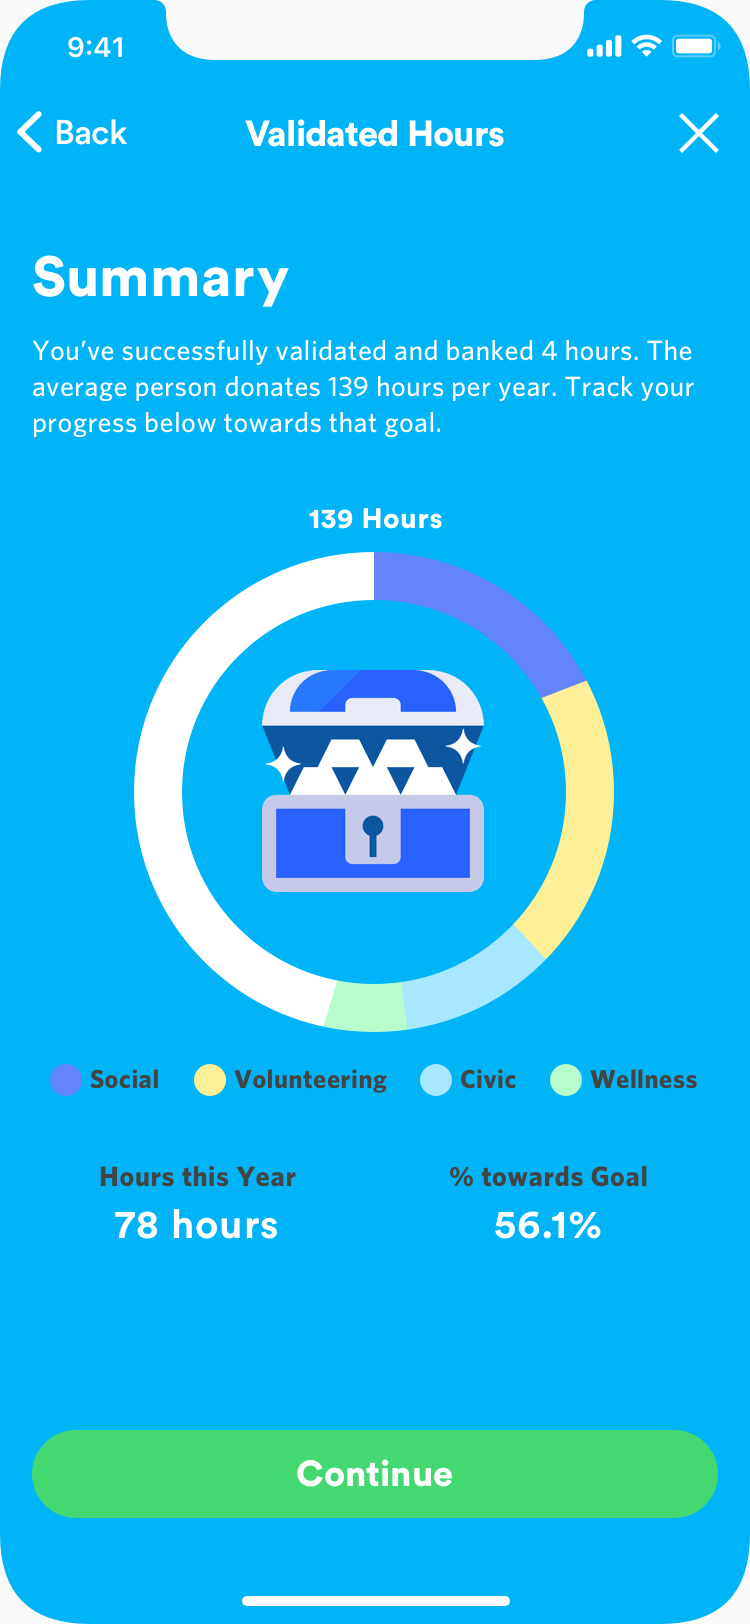 9:41
Back
Validated Hours
Summary
You’ve successfully validated and banked 4 hours. The
average person donates 139 hours per year. Track your
progress below towards that goal.
139 Hours
Social
Volunteering
Civic
Wellness
Hours this Year
% towards Goal
78 hours
56.1%
Continue